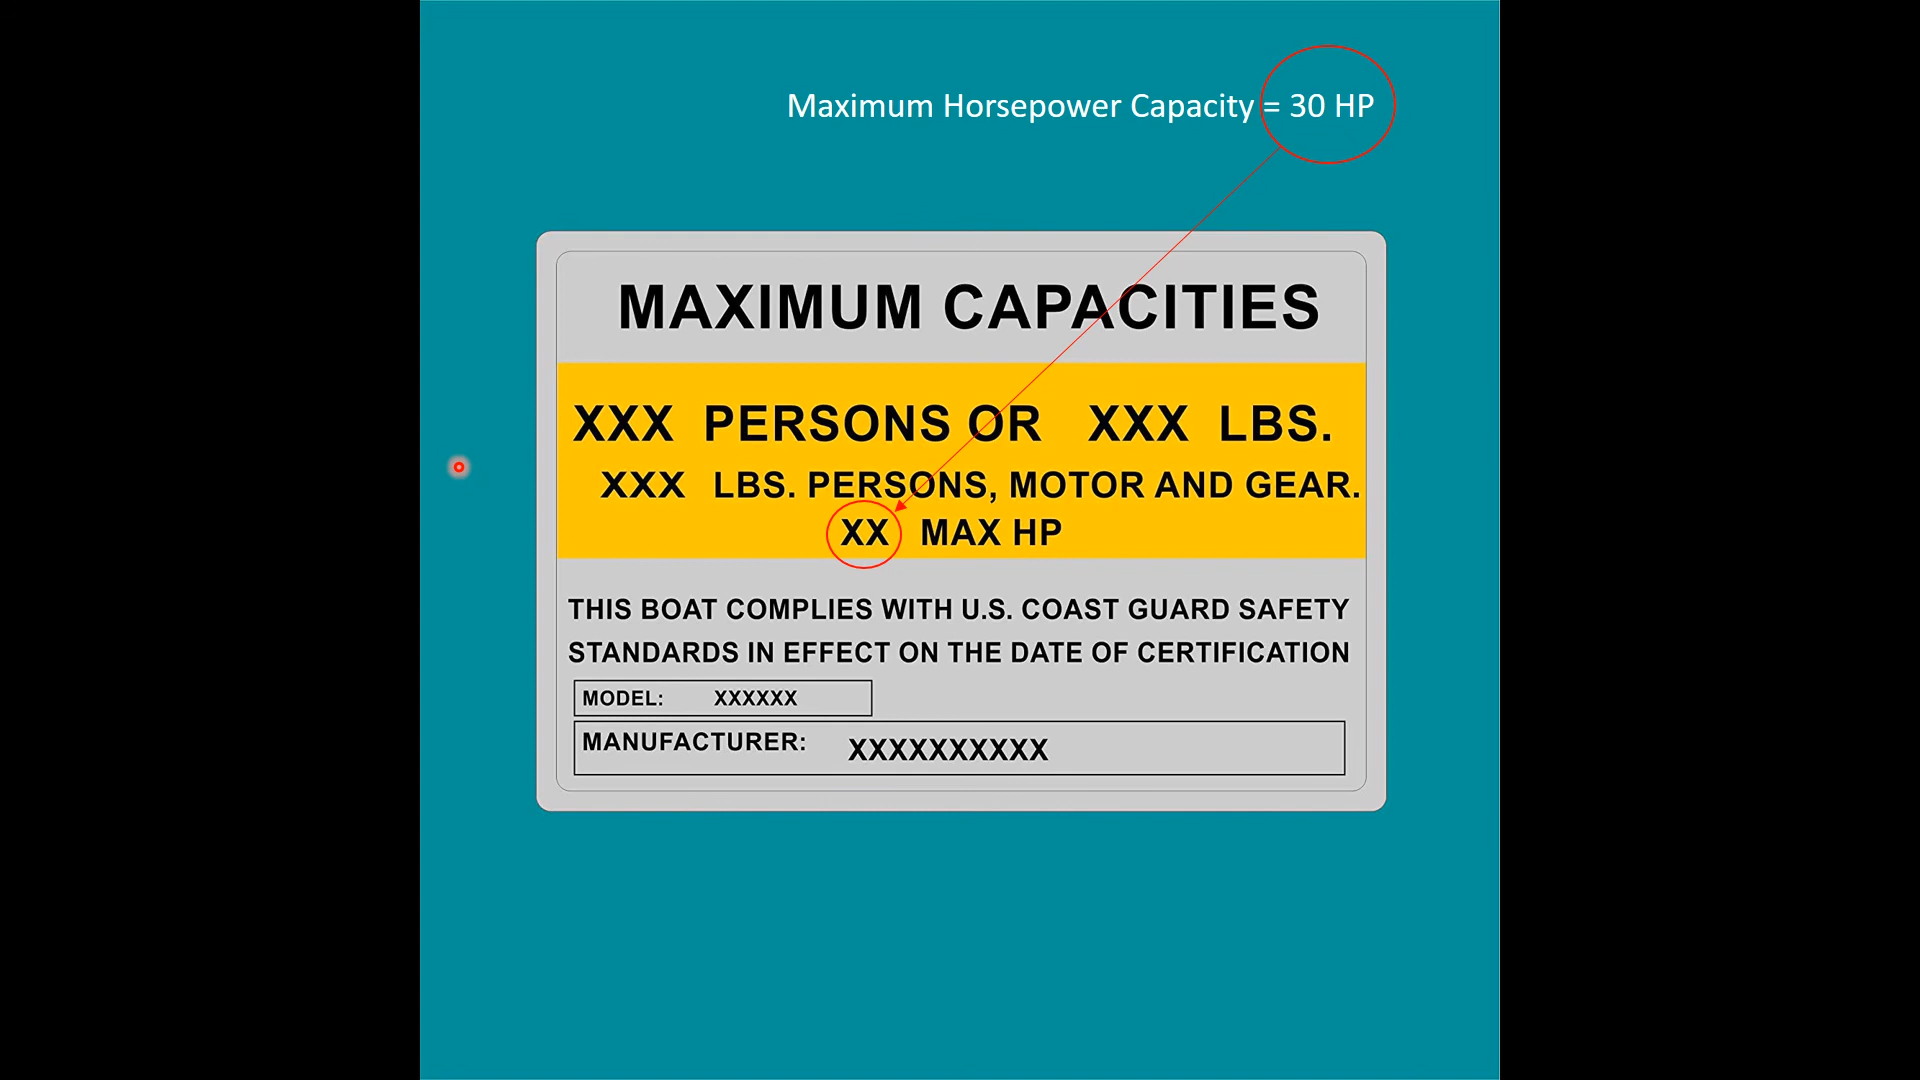 Maximum Horsepower Capacity = 30 HP
MAXIMUM CAPACITIES
XXX PERSONS OR XXX LBS.
XXX LBS. PERSONS, MOTOR AND GEAR.
XX MAX HP
THIS BOAT COMPLIES WITH U.S. COAST GUARD SAFETY
STANDARDS IN EFFECT ON THE DATE OF CERTIFICATION
MODEL: XXXXXX
MANUFACTURER: XXXXXXXXXX